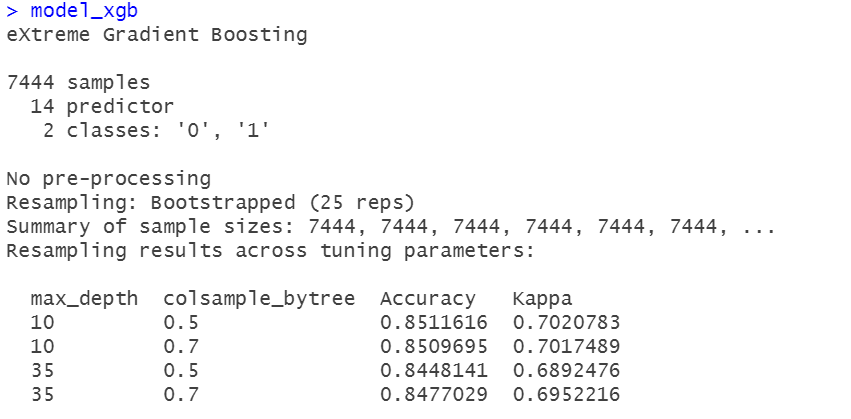 > model_xgb
eXtreme Gradient Boosting
7444 samples
14 predictor
2 classes: '0', '1'
No pre-processing
Resampling: Bootstrapped (25 reps)
Summary of sample sizes: 7444, 7444, 7444, 7444, 7444, 7444, ...
Resampling results across tuning parameters:
max_depth colsample_bytree Accuracy Kappa
10 0.5 0.8511616 0.7020783
10 0.7 0.8509695 0.7017489
35 0.5 0.8448141 0.6892476
35 0.7 0.8477029 0.6952216